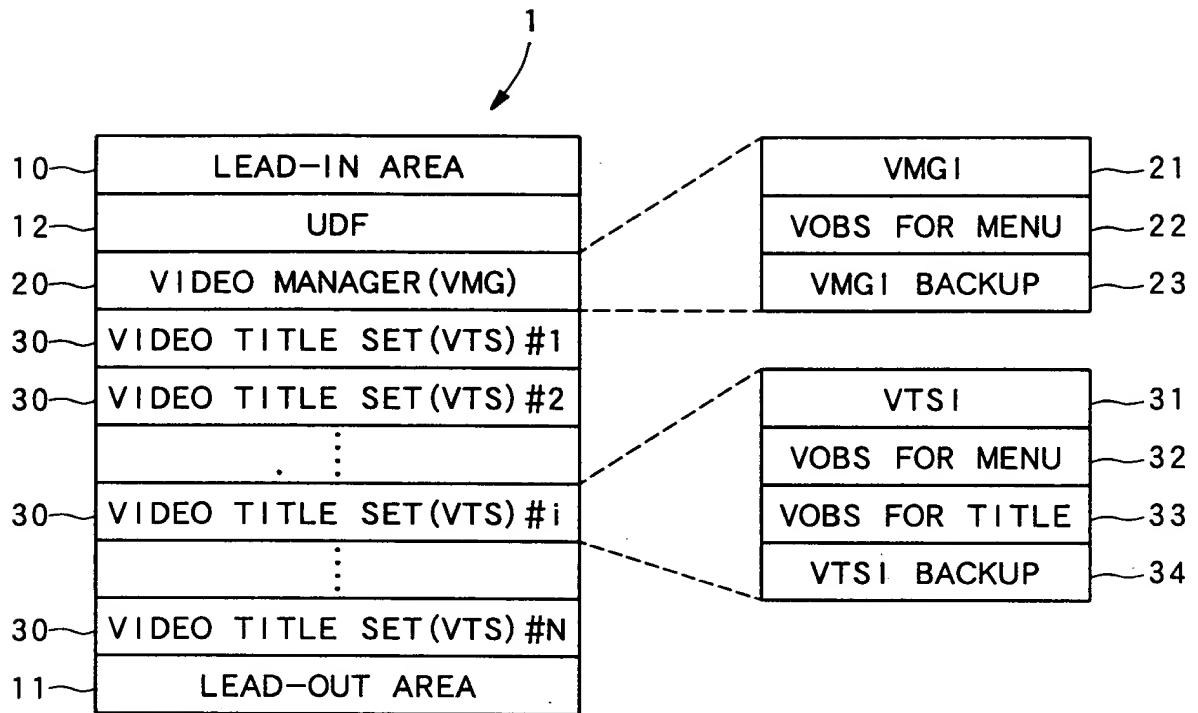 1
10 LEAD-IN AREA
12 UDF
20 VIDEO MANAGER(VMG)
30 VIDEO TITLE SET(VTS)#1
30 VIDEO TITLE SET(VTS)#2
30 VIDEO TITLE SET(VTS)#i
30 VIDEO TITLE SET(VTS)#N
11 LEAD-OUT AREA
VMGI 21
VOBS FOR MENU 22
VMGI BACKUP 23
VTSI 31
VOBS FOR MENU 32
VOBS FOR TITLE 33
VTSI BACKUP 34